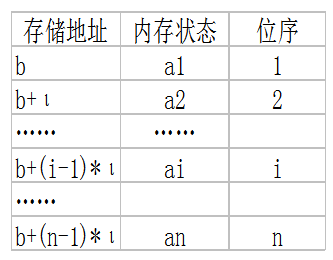 存储地址 内存状态 位序
b a1 1
b+ι a2 2
…… ……
b+(i-1)*ι ai i
……
b+(n-1)*ι an n